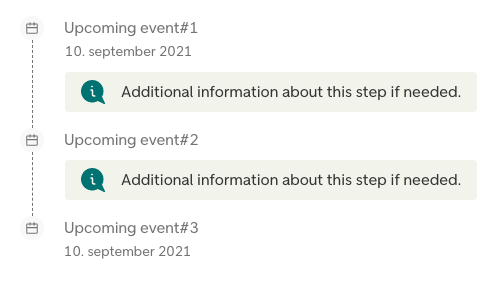 Upcoming event#1
10. september 2021
Additional information about this step if needed.
Upcoming event#2
Additional information about this step if needed.
Upcoming event#3
10. september 2021